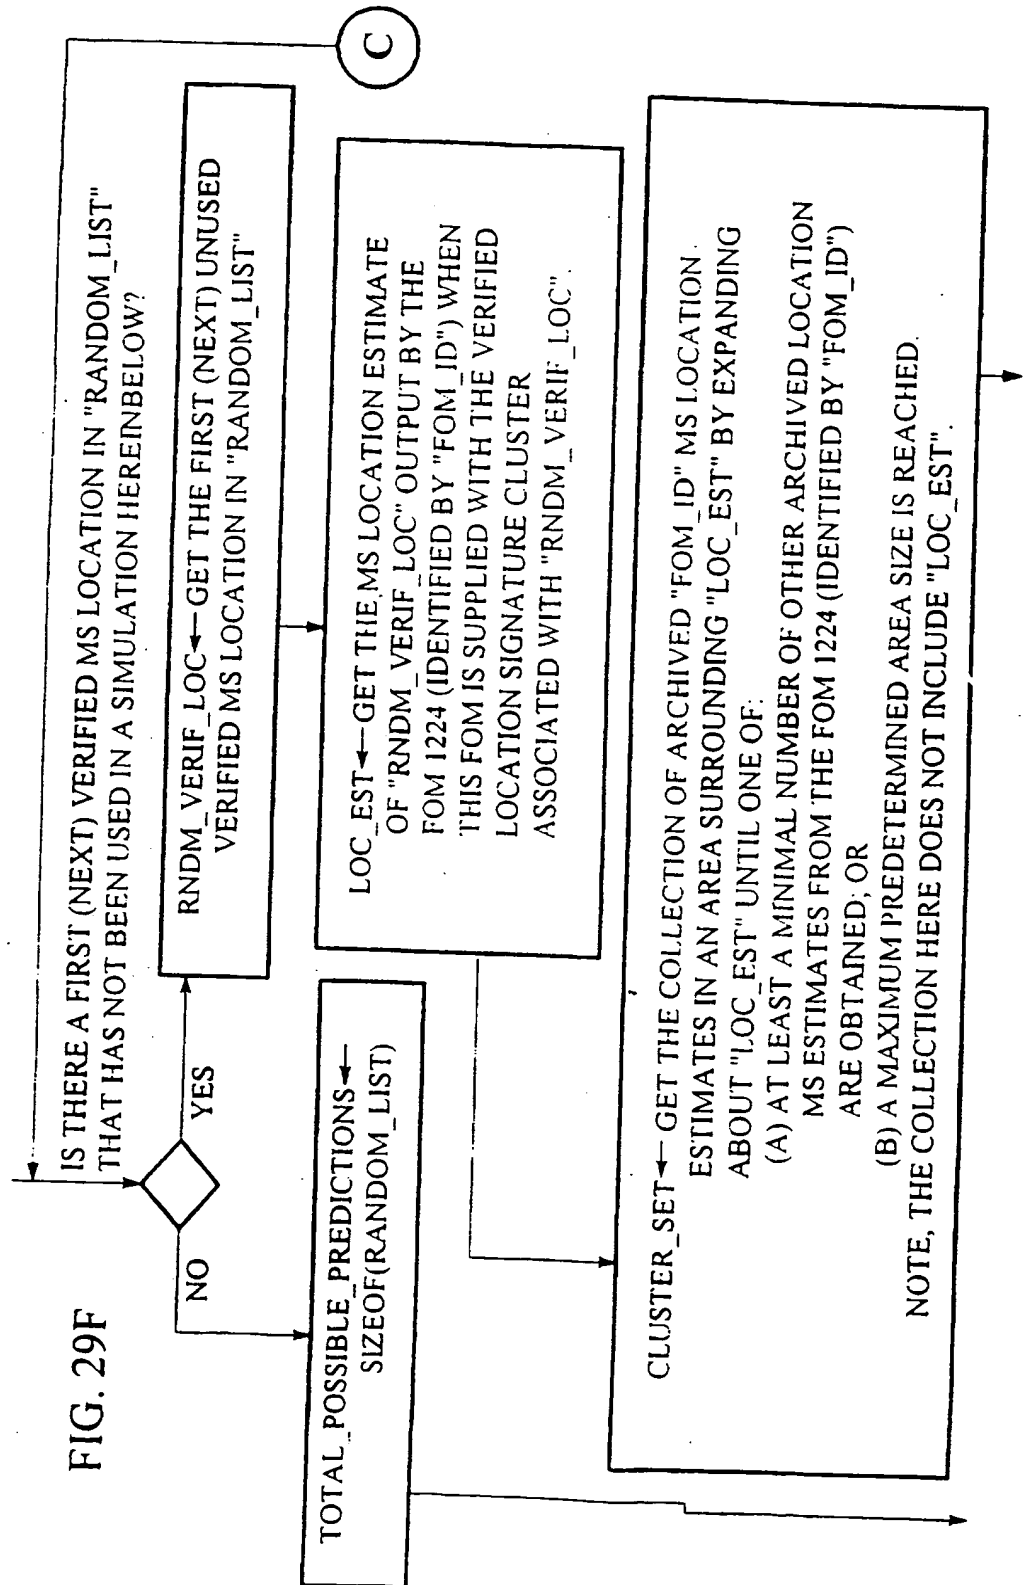 FIG. 29F
IS THERE A FIRST (NEXT) VERIFIED MS LOCATION IN "RANDOM_LIST"
THAT HAS NOT BEEN USED IN A SIMULATION HEREINBELOW?
C
NO
YES
RNDM_VERIF_LOC←GET THE FIRST (NEXT) UNUSED
VERIFIED MS LOCATION IN "RANDOM_LIST"
TOTAL_POSSIBLE_PREDICTIONS←
SIZEOF(RANDOM_LIST)
LOC_EST←GET THE MS LOCATION ESTIMATE
OF "RNDM_VERIF_LOC" OUTPUT BY THE
FOM 1224 (IDENTIFIED BY "FOM_ID") WHEN
THIS FOM IS SUPPLIED WITH THE VERIFIED
LOCATION SIGNATURE CLUSTER
ASSOCIATED WITH "RNDM_VERIF_LOC".
CLUSTER_SET←GET THE COLLECTION OF ARCHIVED "FOM_ID" MS LOCATION
ESTIMATES IN AN AREA SURROUNDING "LOC_EST" BY EXPANDING
ABOUT "LOC_EST" UNTIL ONE OF:
(A) AT LEAST A MINIMAL NUMBER OF OTHER ARCHIVED LOCATION
MS ESTIMATES FROM THE FOM 1224 (IDENTIFIED BY "FOM_ID")
ARE OBTAINED; OR
(B) A MAXIMUM PREDETERMINED AREA SIZE IS REACHED.
NOTE, THE COLLECTION HERE DOES NOT INCLUDE "LOC_EST".